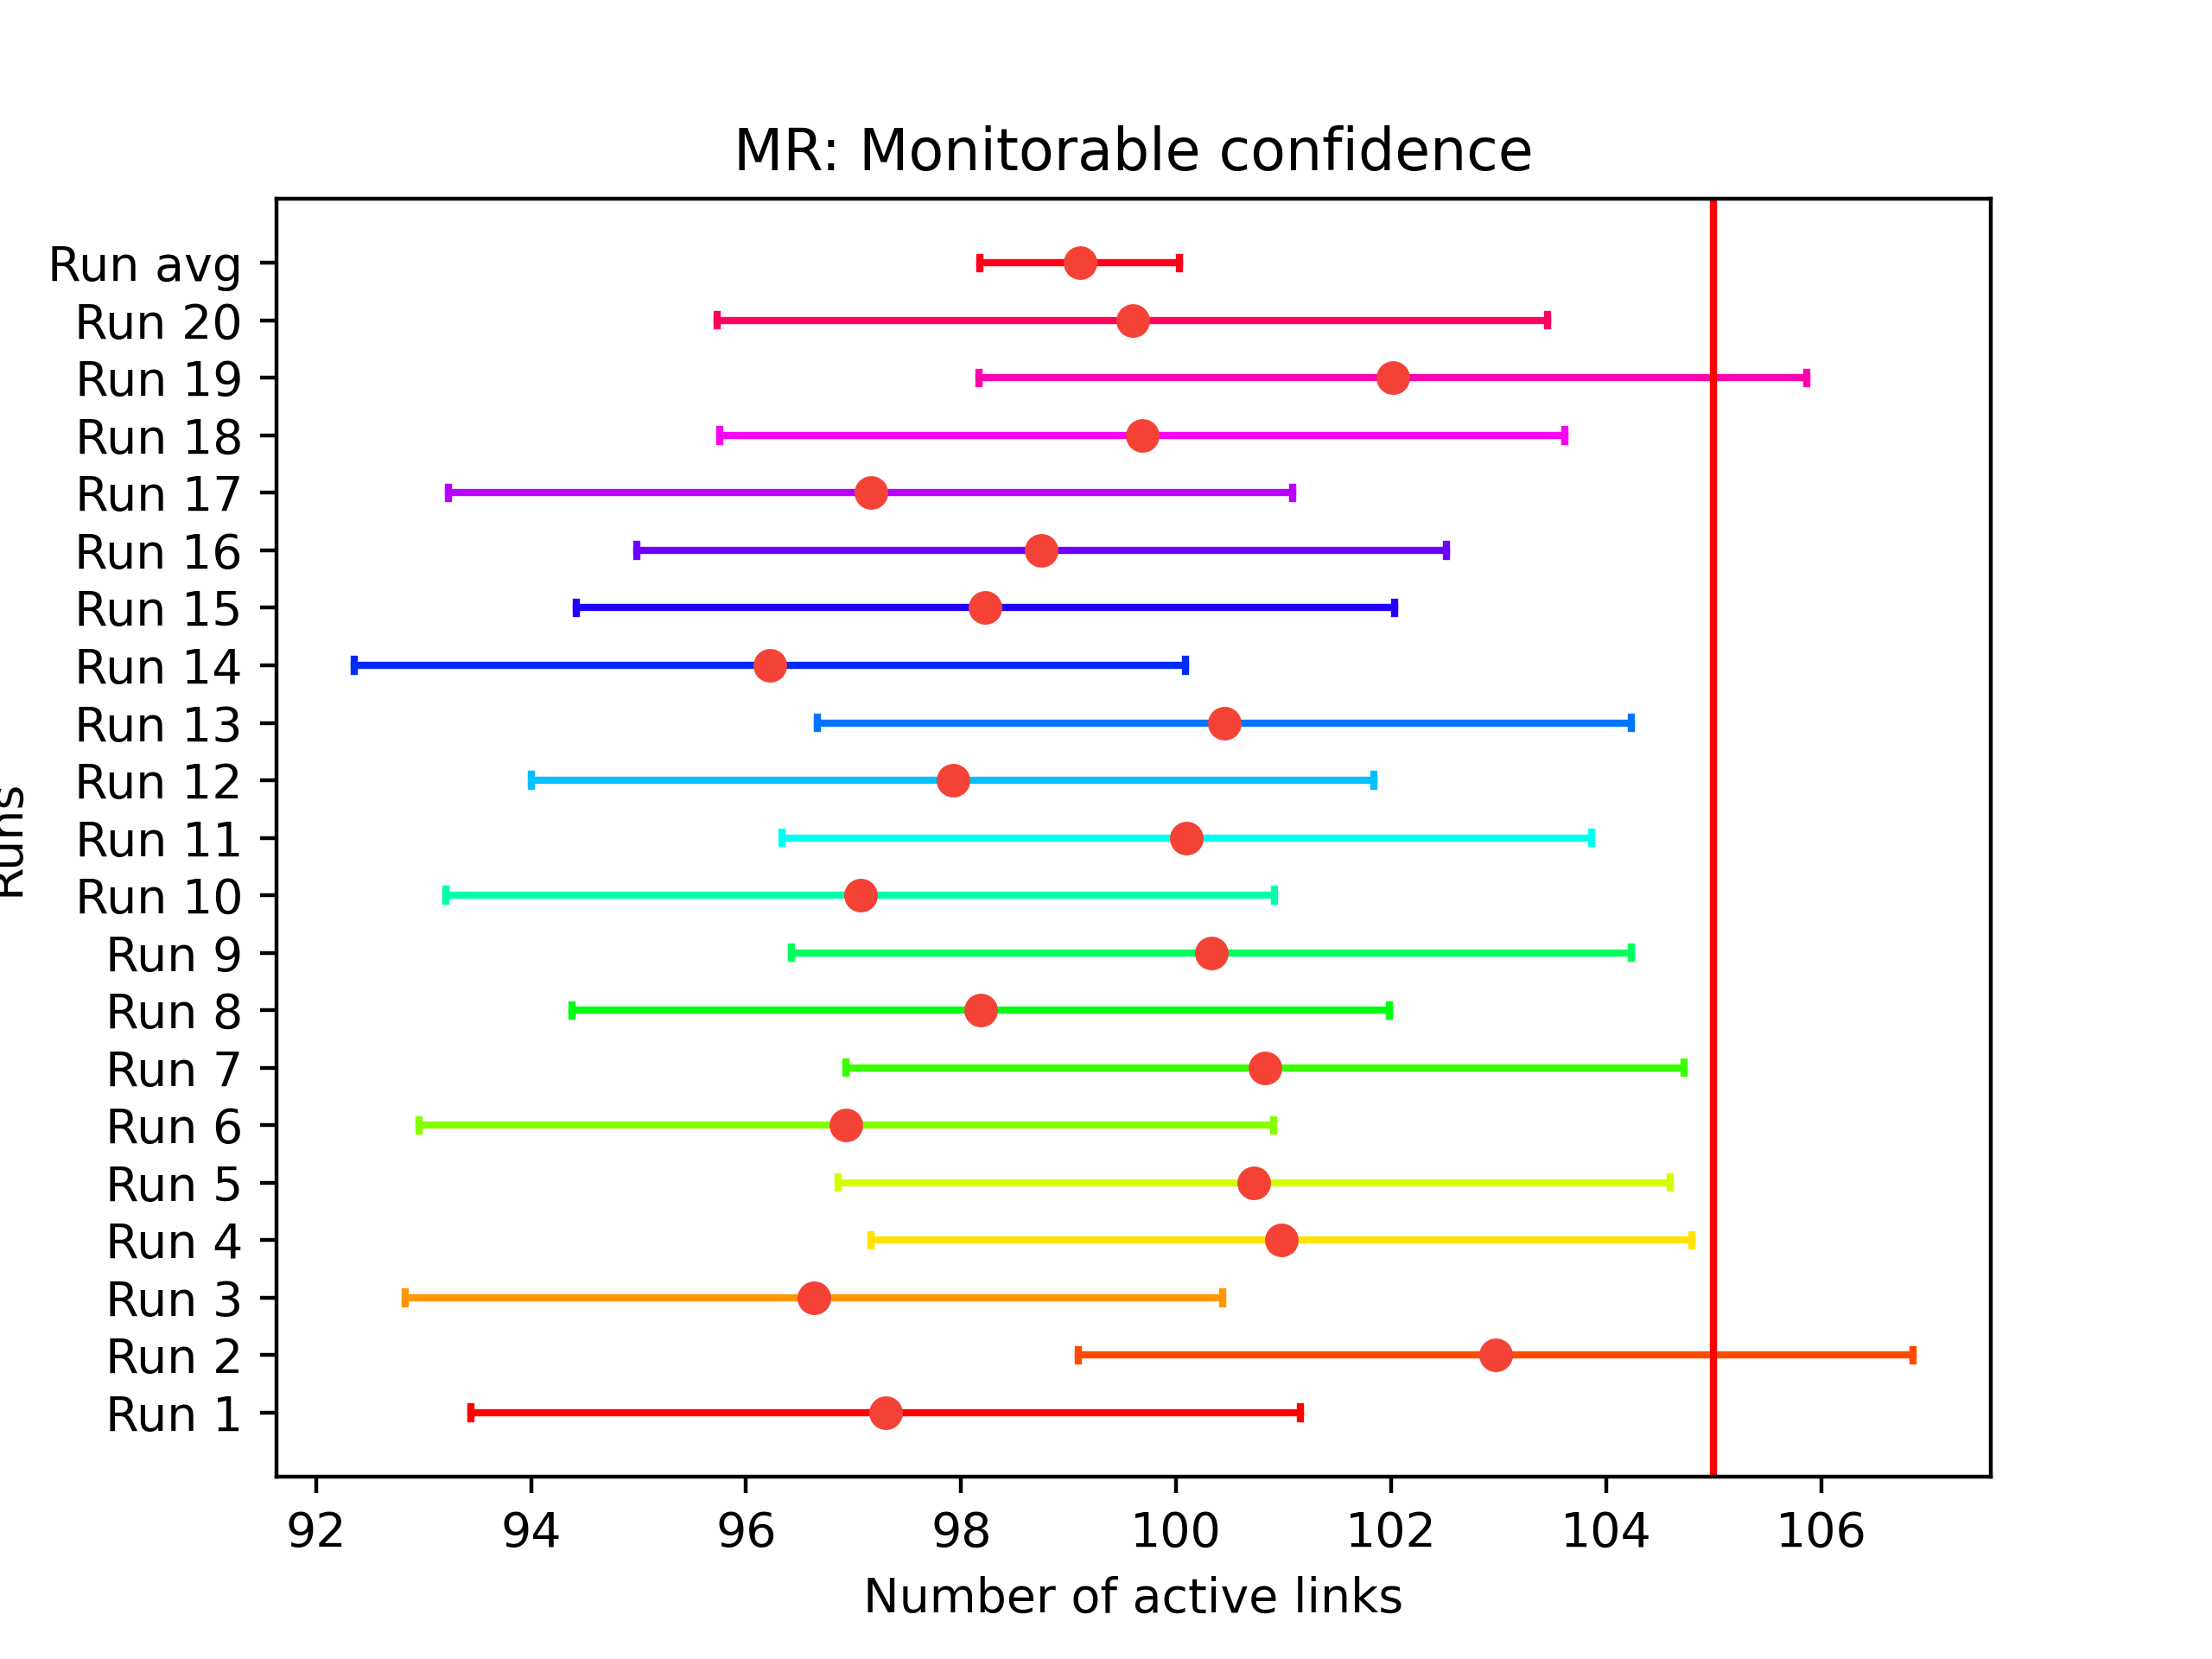 MR: Monitorable confidence
Run avg
Run 20
Run 19
Run 18
Run 17
Run 16
Run 15
Run 14
Run 13
Run 12
Run 11
Run 10
Run 9
Run 8
Run 7
Run 6
Run 5
Run 4
Run 3
Run 2
Run 1
Runs
92 94 96 98 100 102 104 106
Number of active links